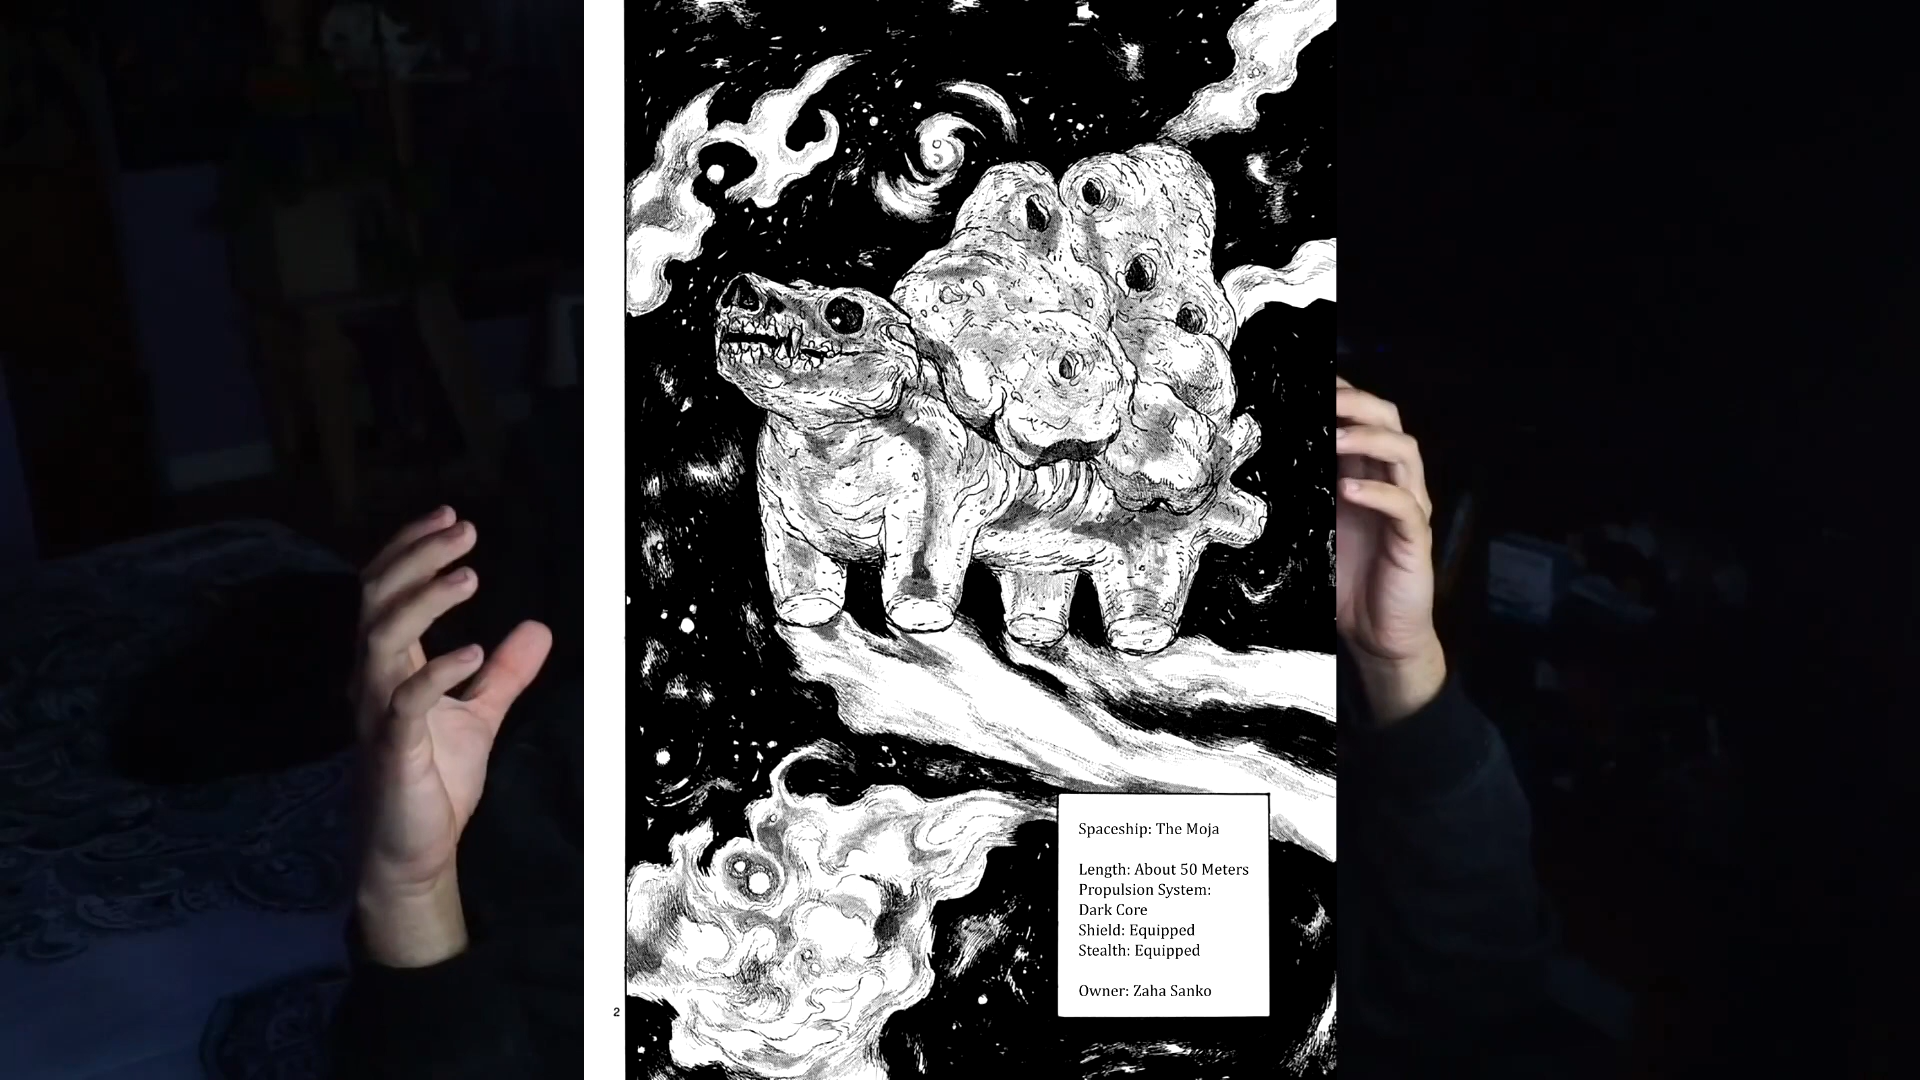 Spaceship: The Moja
Length: About 50 Meters
Propulsion System:
Dark Core
Shield: Equipped
Stealth: Equipped
Owner: Zaha Sanko
2